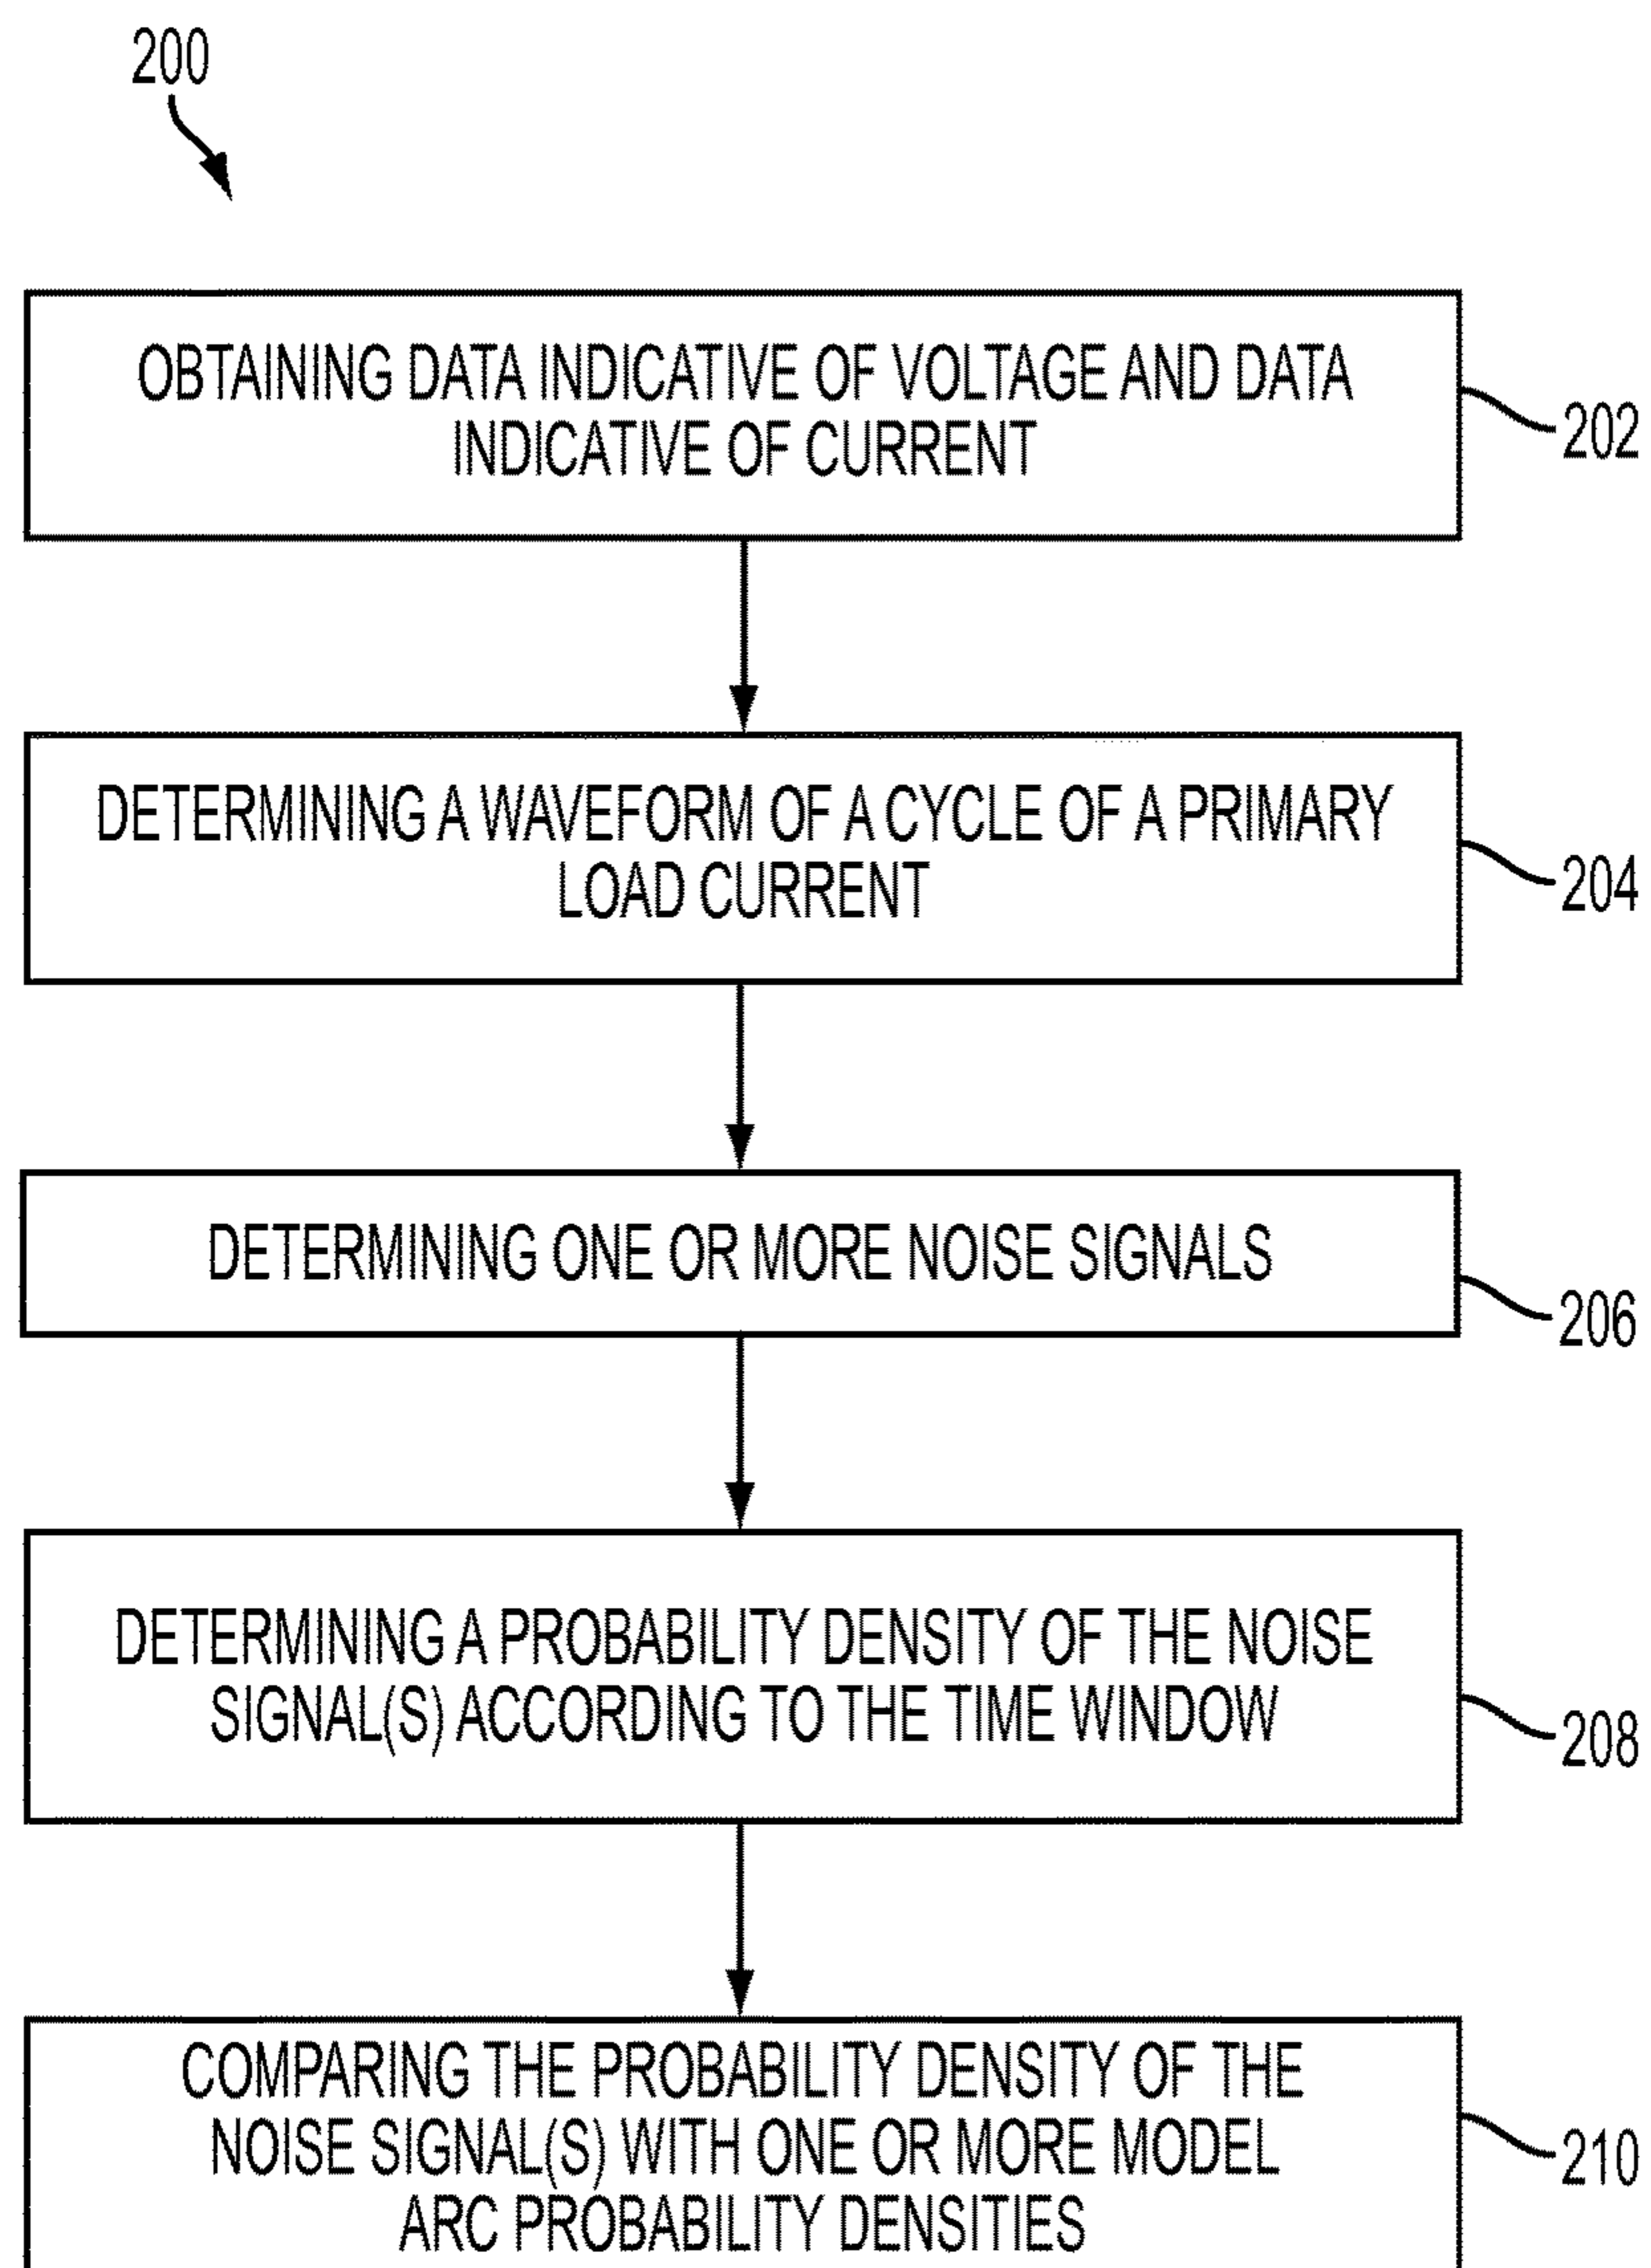 200
OBTAINING DATA INDICATIVE OF VOLTAGE AND DATA
INDICATIVE OF CURRENT
202
DETERMINING A WAVEFORM OF A CYCLE OF A PRIMARY
LOAD CURRENT
204
DETERMINING ONE OR MORE NOISE SIGNALS
206
DETERMINING A PROBABILITY DENSITY OF THE NOISE
SIGNAL(S) ACCORDING TO THE TIME WINDOW
208
COMPARING THE PROBABILITY DENSITY OF THE
NOISE SIGNAL(S) WITH ONE OR MORE MODEL
ARC PROBABILITY DENSITIES
210